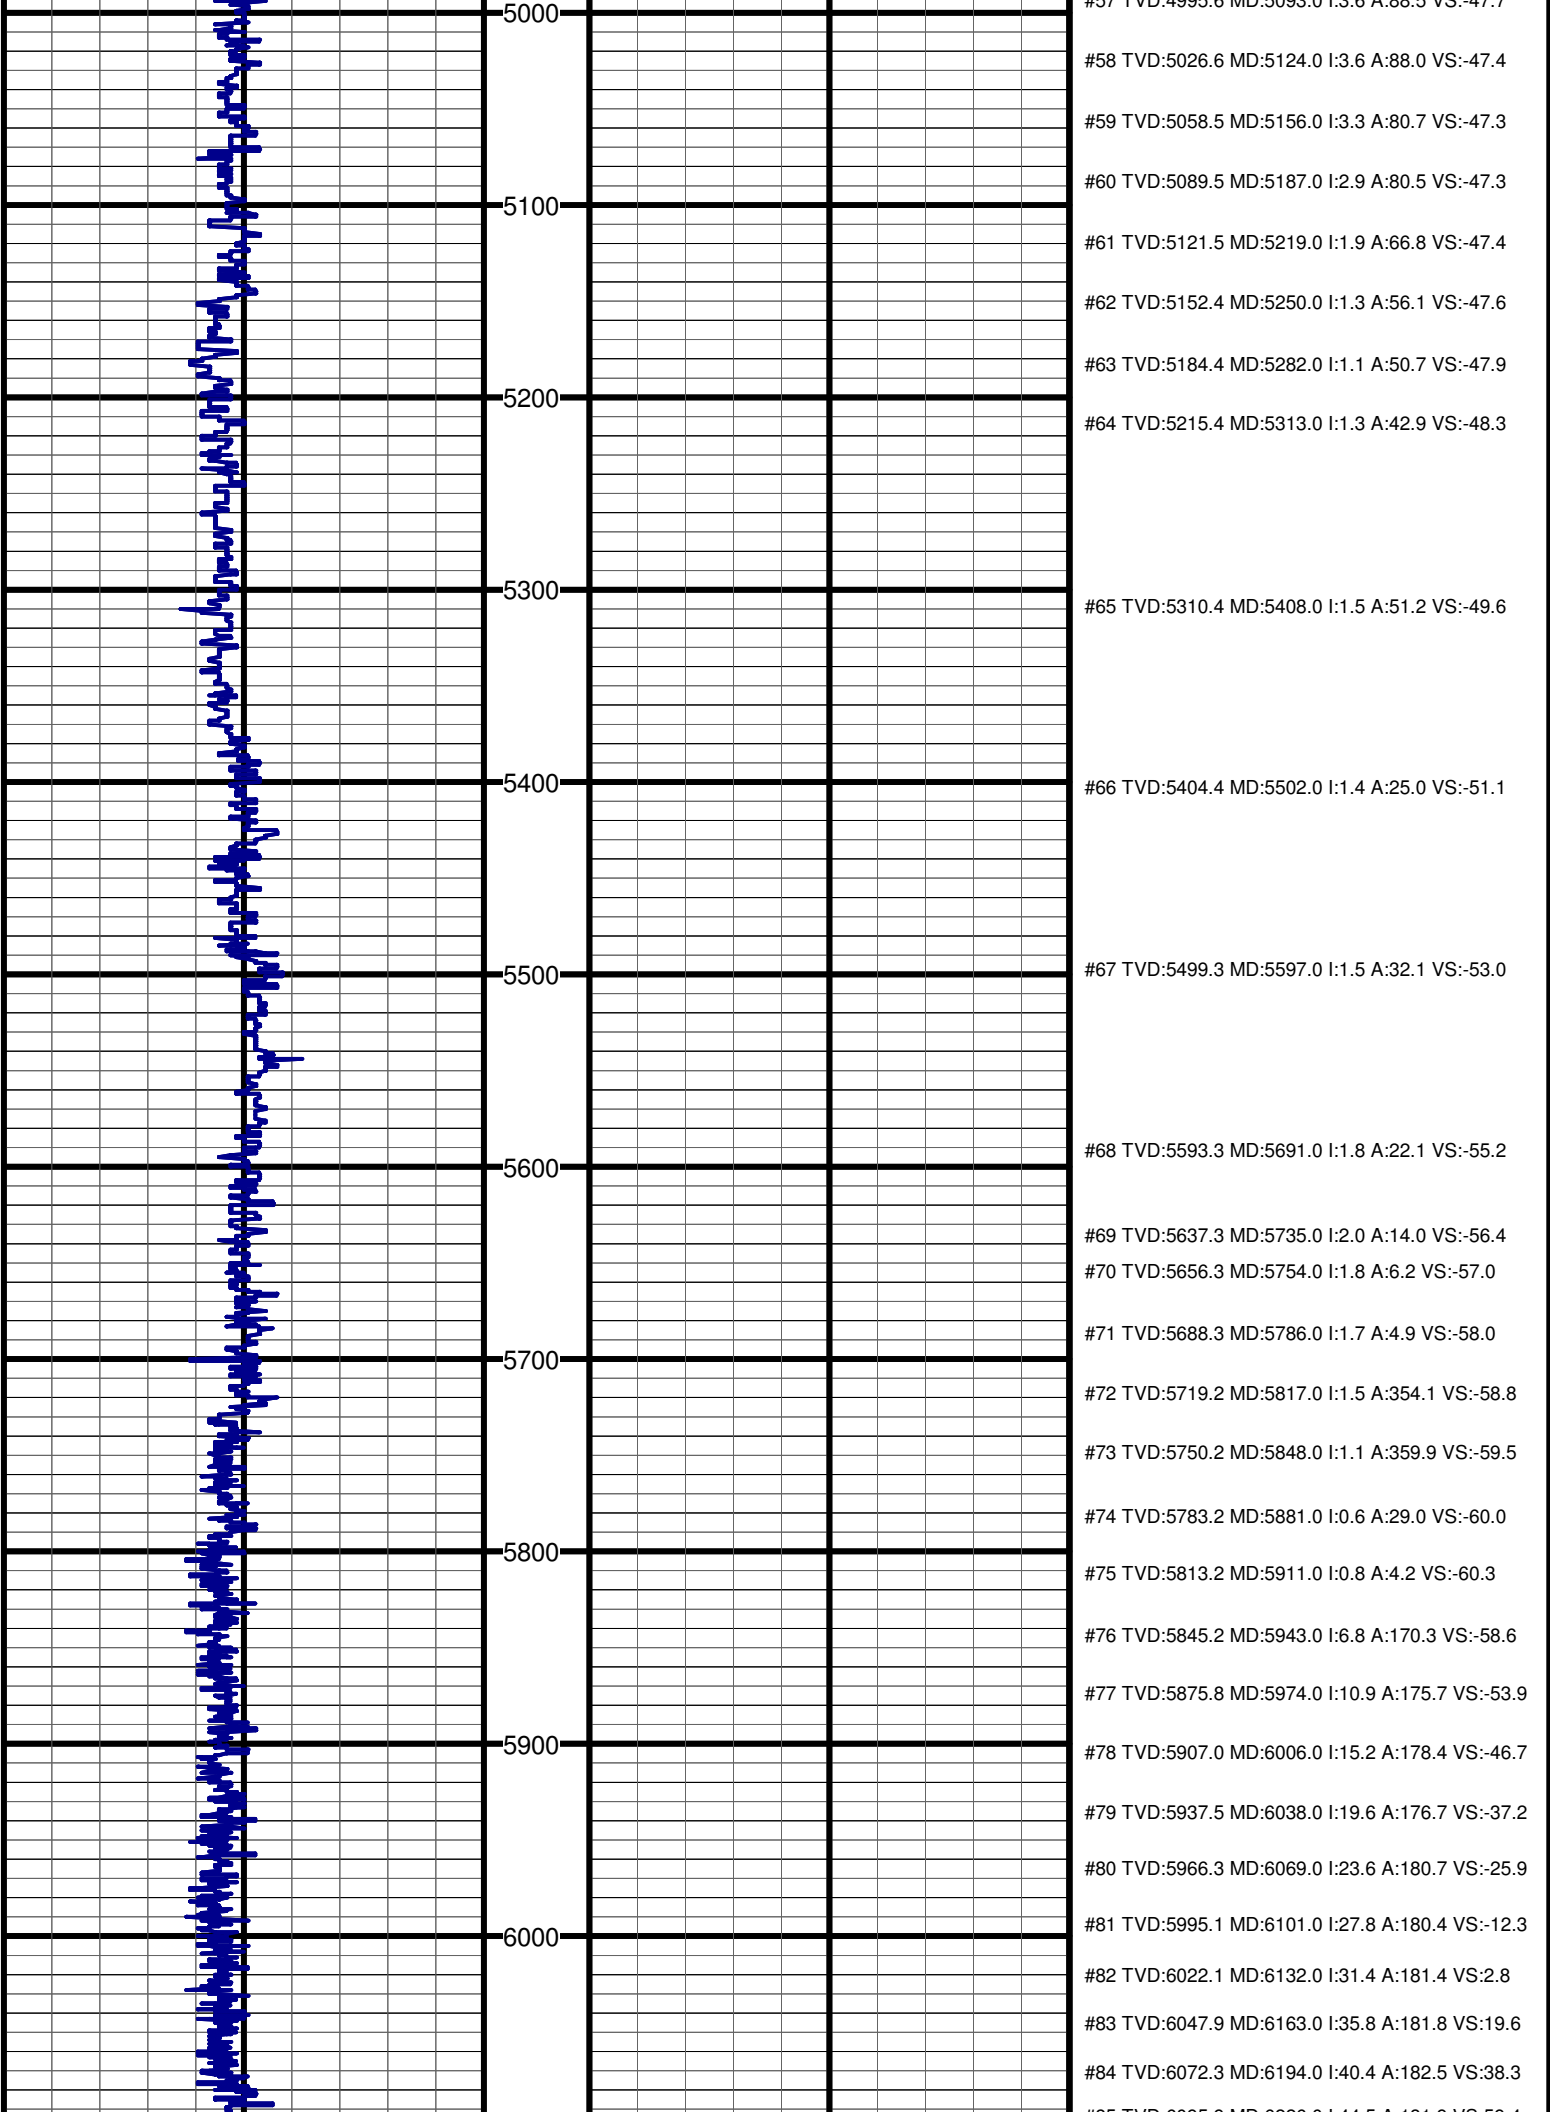 #57 TVD:4995.6 MD:5093.0 I:3.6 A:88.5 VS:-47.7
5000
#58 TVD:5026.6 MD:5124.0 I:3.6 A:88.0 VS:-47.4
#59 TVD:5058.5 MD:5156.0 I:3.3 A:80.7 VS:-47.3
#60 TVD:5089.5 MD:5187.0 I:2.9 A:80.5 VS:-47.3
5100
#61 TVD:5121.5 MD:5219.0 I:1.9 A:66.8 VS:-47.4
#62 TVD:5152.4 MD:5250.0 I:1.3 A:56.1 VS:-47.6
#63 TVD:5184.4 MD:5282.0 I:1.1 A:50.7 VS:-47.9
5200
#64 TVD:5215.4 MD:5313.0 I:1.3 A:42.9 VS:-48.3
5300
#65 TVD:5310.4 MD:5408.0 I:1.5 A:51.2 VS:-49.6
5400
#66 TVD:5404.4 MD:5502.0 I:1.4 A:25.0 VS:-51.1
#67 TVD:5499.3 MD:5597.0 I:1.5 A:32.1 VS:-53.0
5500
#68 TVD:5593.3 MD:5691.0 I:1.8 A:22.1 VS:-55.2
5600
#69 TVD:5637.3 MD:5735.0 I:2.0 A:14.0 VS:-56.4
#70 TVD:5656.3 MD:5754.0 I:1.8 A:6.2 VS:-57.0
#71 TVD:5688.3 MD:5786.0 I:1.7 A:4.9 VS:-58.0
5700
#72 TVD:5719.2 MD:5817.0 I:1.5 A:354.1 VS:-58.8
#73 TVD:5750.2 MD:5848.0 I:1.1 A:359.9 VS:-59.5
#74 TVD:5783.2 MD:5881.0 I:0.6 A:29.0 VS:-60.0
5800
#75 TVD:5813.2 MD:5911.0 I:0.8 A:4.2 VS:-60.3
#76 TVD:5845.2 MD:5943.0 I:6.8 A:170.3 VS:-58.6
#77 TVD:5875.8 MD:5974.0 I:10.9 A:175.7 VS:-53.9
5900
#78 TVD:5907.0 MD:6006.0 I:15.2 A:178.4 VS:-46.7
#79 TVD:5937.5 MD:6038.0 I:19.6 A:176.7 VS:-37.2
#80 TVD:5966.3 MD:6069.0 I:23.6 A:180.7 VS:-25.9
#81 TVD:5995.1 MD:6101.0 I:27.8 A:180.4 VS:-12.3
6000
#82 TVD:6022.1 MD:6132.0 I:31.4 A:181.4 VS:2.8
#83 TVD:6047.9 MD:6163.0 I:35.8 A:181.8 VS:19.6
#84 TVD:6072.3 MD:6194.0 I:40.4 A:182.5 VS:38.3